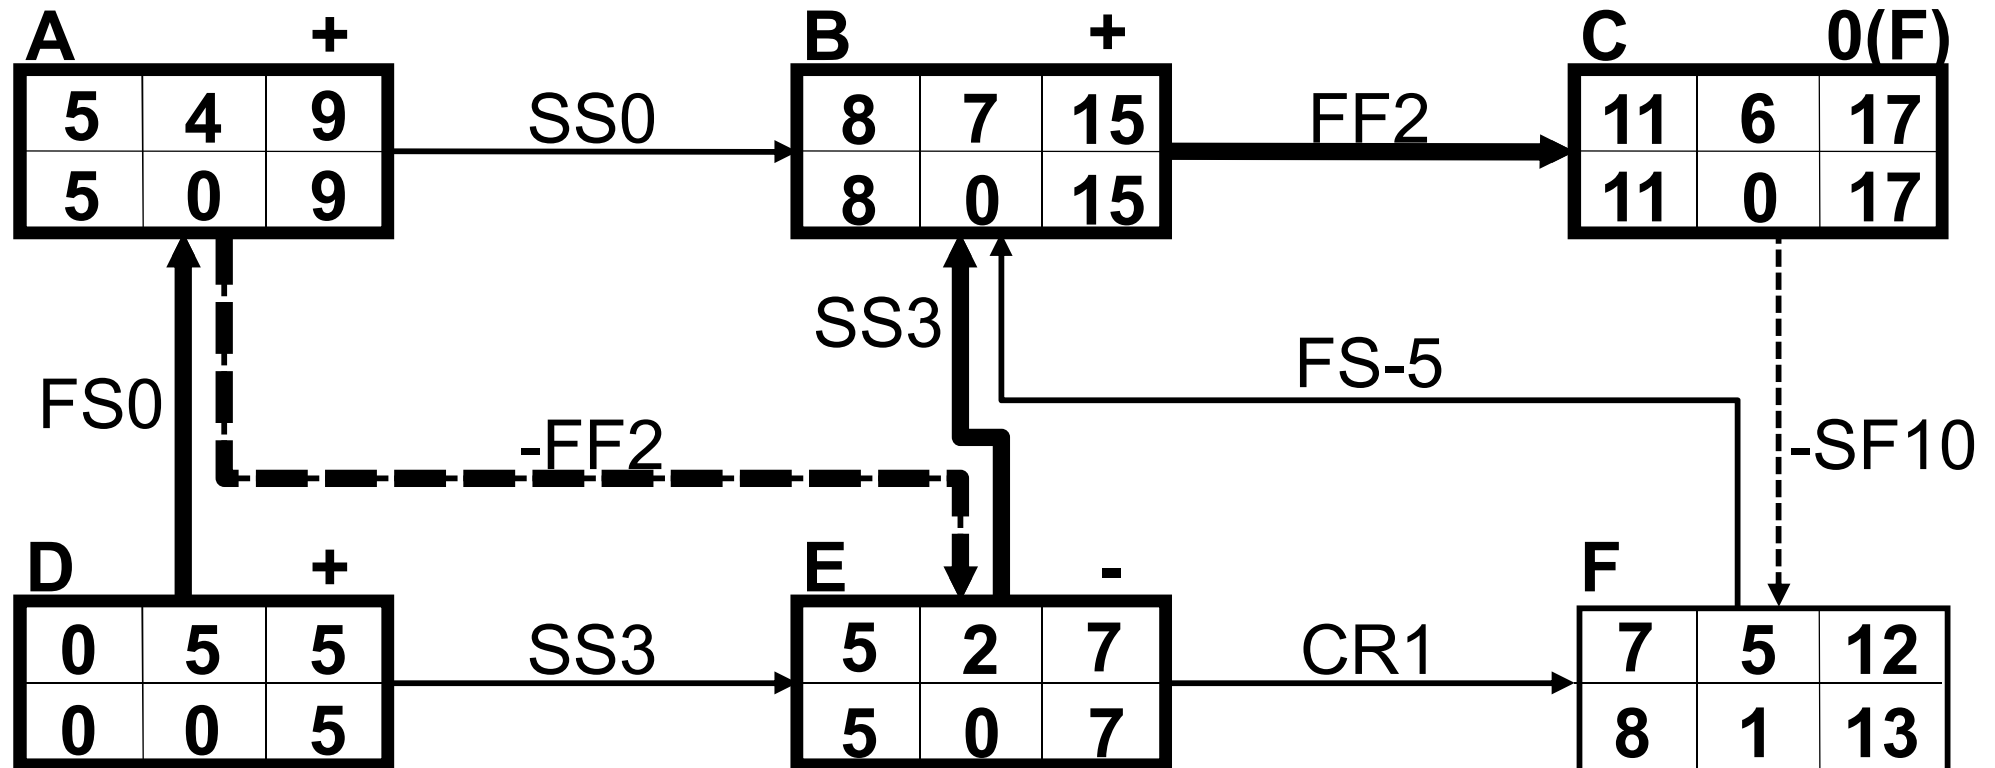 A + B + C 0(F)
5 4 9 SS0 8 7 15 FF2 11 6 17
5 0 9 8 0 15 11 0 17
SS3
FS-5
FS0
-FF2 -SF10
D + E - F
0 5 5 SS3 5 2 7 CR1 7 5 12
0 0 5 5 0 7 8 1 13